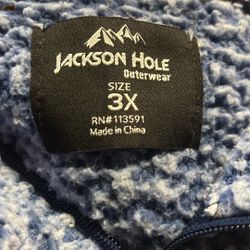 JACKSON HOLE
Outerwear
SIZE
3X
RN#113591
Made in China